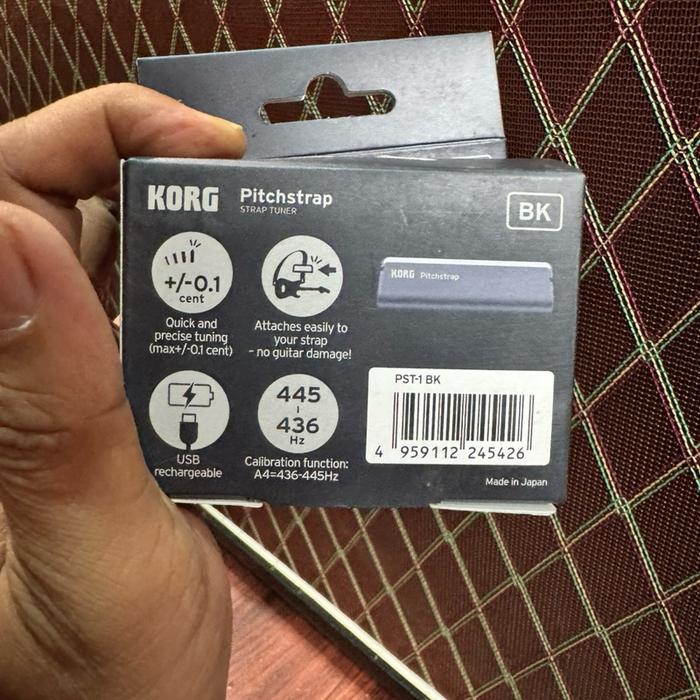 KORG Pitchstrap
STRAP TUNER
BK
+/-0.1
cent
Quick and
precise tuning
(max+/-0.1 cent)
Attaches easily to
your strap
– no guitar damage!
KORG Pitchstrap
USB
rechargeable
445
436
Hz
Calibration function:
A4=436-445Hz
PST-1 BK
4 959112 245426
Made in Japan